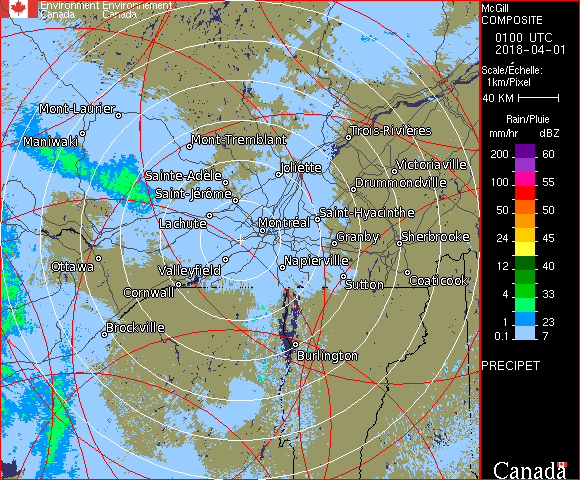 Environment Environnement
Canada Canada
McGill
COMPOSITE
0100 UTC
2018-04-01
Scale/Échelle:
1km/Pixel
40 KM
Rain/Pluie
mm/hr dBZ
200 60
100 55
50 50
24 45
12 40
4 33
1 23
0.1 7
PRECIPET
Canada
Mont-Laurier
Maniwaki
Mont-Tremblant
Trois-Rivières
Joliette
Victoriaville
Sainte-Adèle
Drummondville
Saint-Jérôme
Saint-Hyacinthe
Lachute
Montréal
Granby
Sherbrooke
Ottawa
Valleyfield
Napierville
Coaticook
Sutton
Cornwall
Brockville
Burlington